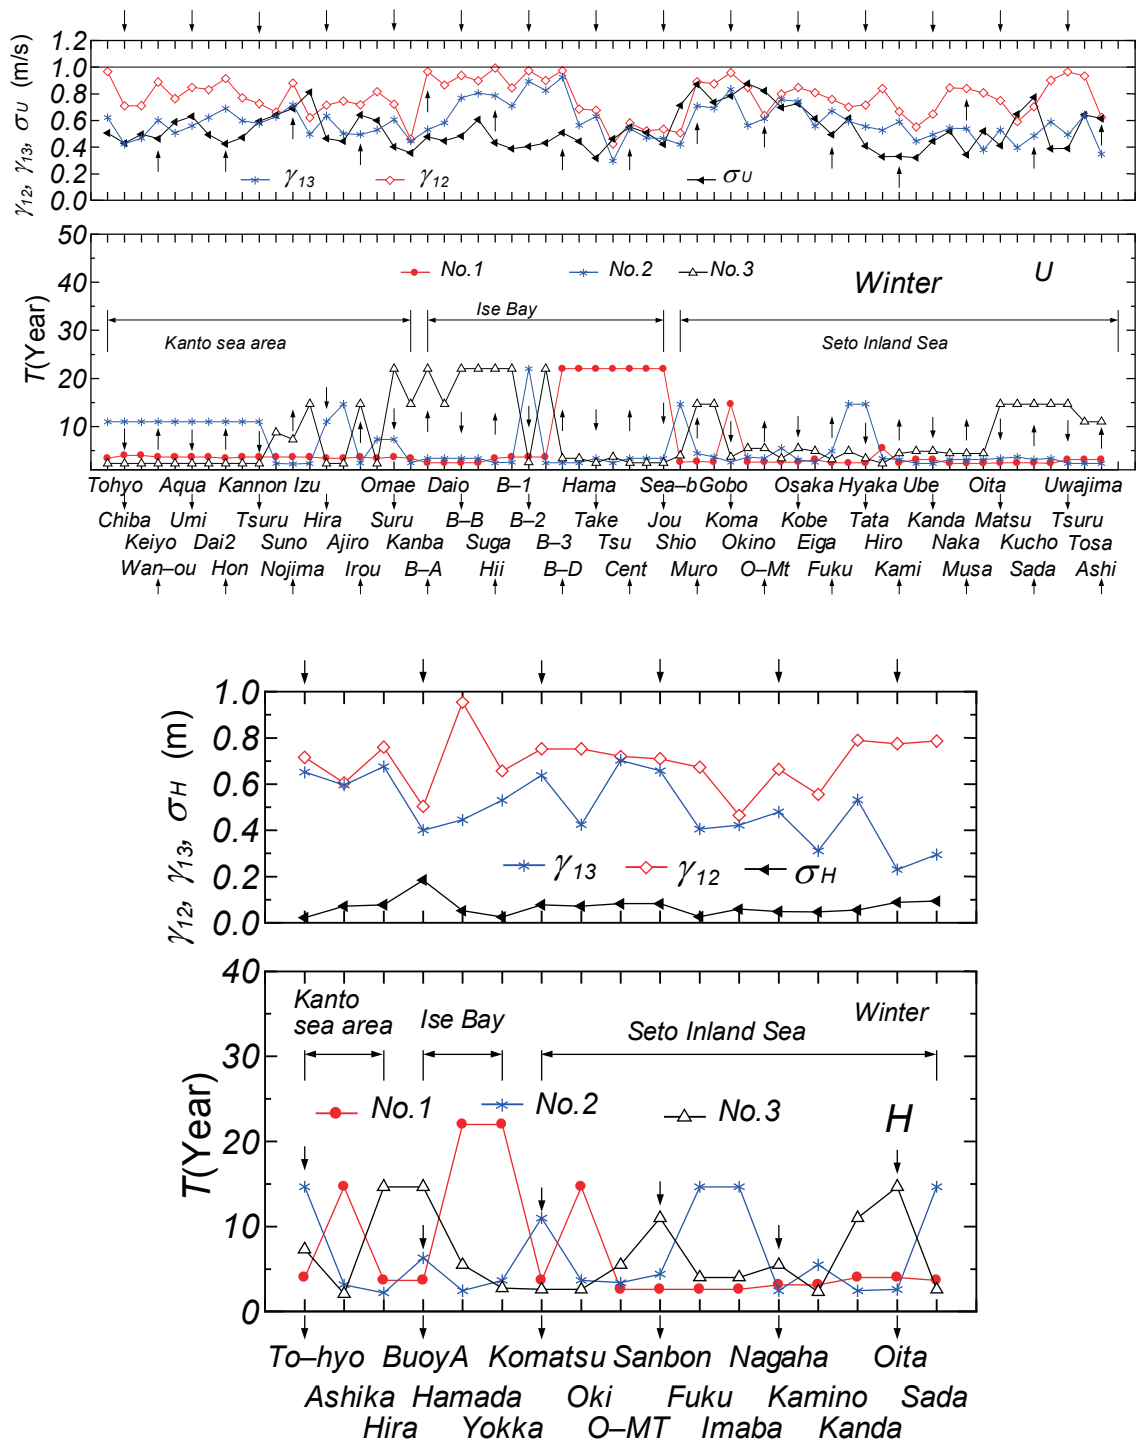 γ12, γ13, σU (m/s)
1.2
1.0
0.8
0.6
0.4
0.2
0.0
γ13
γ12
σU
T(Year)
50
40
30
20
10
No.1
No.2
No.3
Winter
U
Kanto sea area
Ise Bay
Seto Inland Sea
Tohyo Aqua Kannon Izu Omae Daio B–1 Hama Sea–b Gobo Osaka Hyaka Ube Oita Uwajima
Chiba Umi Tsuru Hira Suru B–B B–2 Take Jou Koma Kobe Tata Kanda Matsu Tsuru
Keiyo Dai2 Suno Ajiro Kanba Suga B–3 Tsu Shio Okino Eiga Hiro Naka Kucho Tosa
Wan–ou Hon Nojima Irou B–A Hii B–D Cent Muro O–Mt Fuku Kami Musa Sada Ashi
γ12, γ13, σH (m)
1.0
0.8
0.6
0.4
0.2
0.0
γ13
γ12
σH
T(Year)
40
30
20
10
0
Kanto
sea area
Ise Bay
Seto Inland Sea
Winter
No.1
No.2
No.3
H
To–hyo BuoyA Komatsu Sanbon Nagaha Oita
Ashika Hamada Oki Fuku Kamino Sada
Hira Yokka O–MT Imaba Kanda